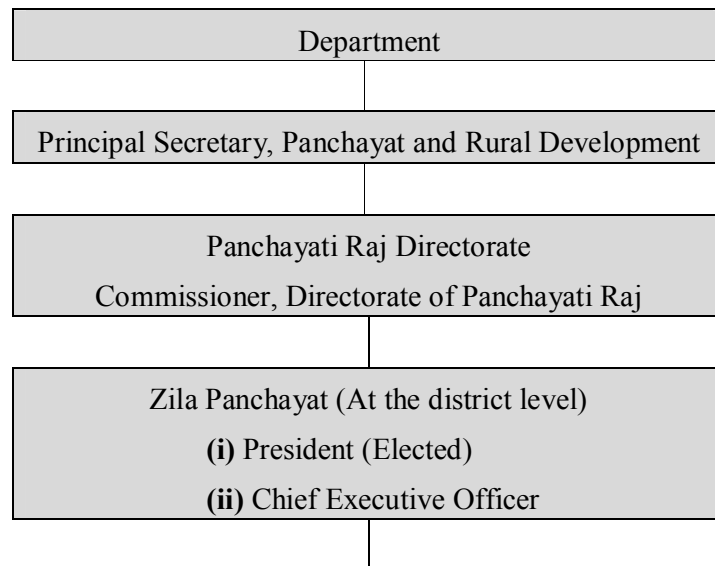 Department
Principal Secretary, Panchayat and Rural Development
Panchayati Raj Directorate
Commissioner, Directorate of Panchayati Raj
Zila Panchayat (At the district level)
(i) President (Elected)
(ii) Chief Executive Officer